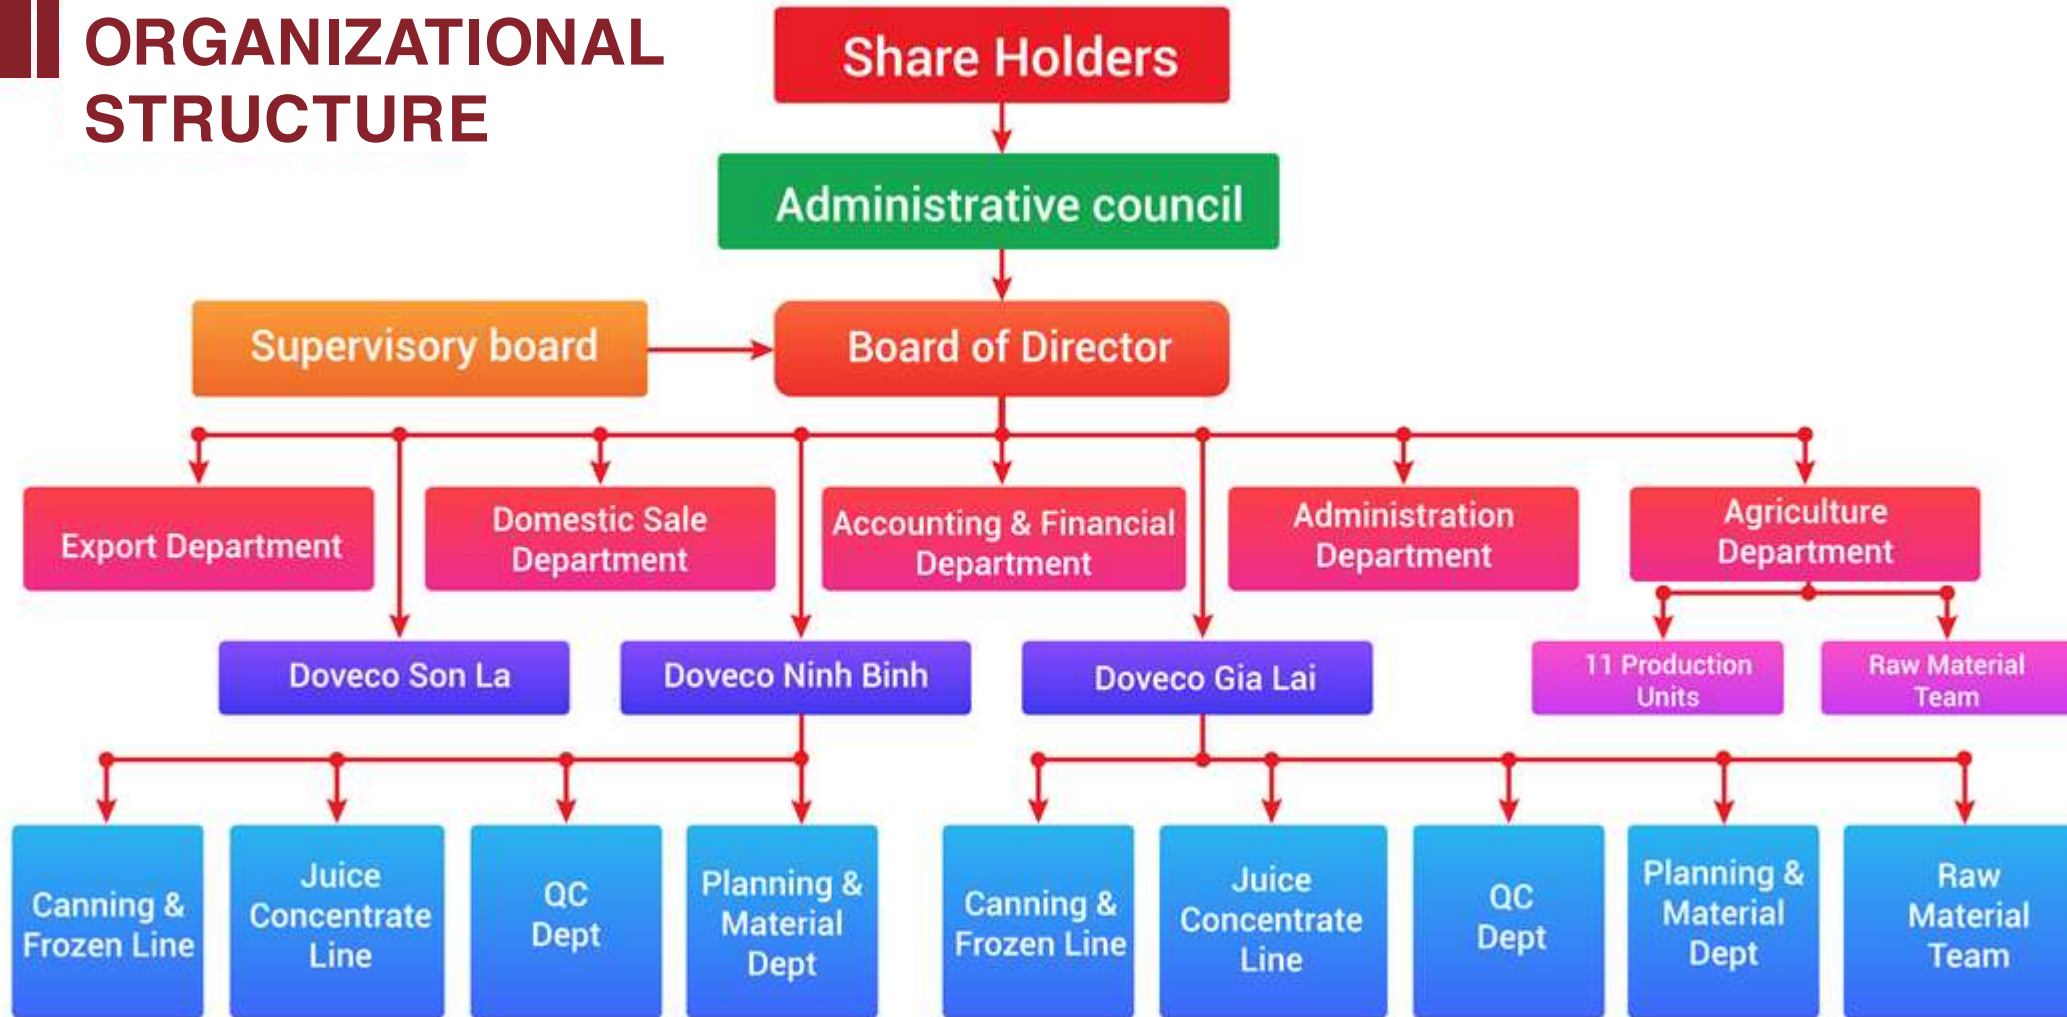 ORGANIZATIONAL
STRUCTURE
Share Holders
Administrative council
Supervisory board
Board of Director
Export Department
Domestic Sale
Department
Accounting & Financial
Department
Administration
Department
Agriculture
Department
Doveco Son La
Doveco Ninh Binh
Doveco Gia Lai
11 Production
Units
Raw Material
Team
Canning &
Frozen Line
Juice
Concentrate
Line
QC
Dept
Planning &
Material
Dept
Canning &
Frozen Line
Juice
Concentrate
Line
QC
Dept
Planning &
Material
Dept
Raw
Material
Team